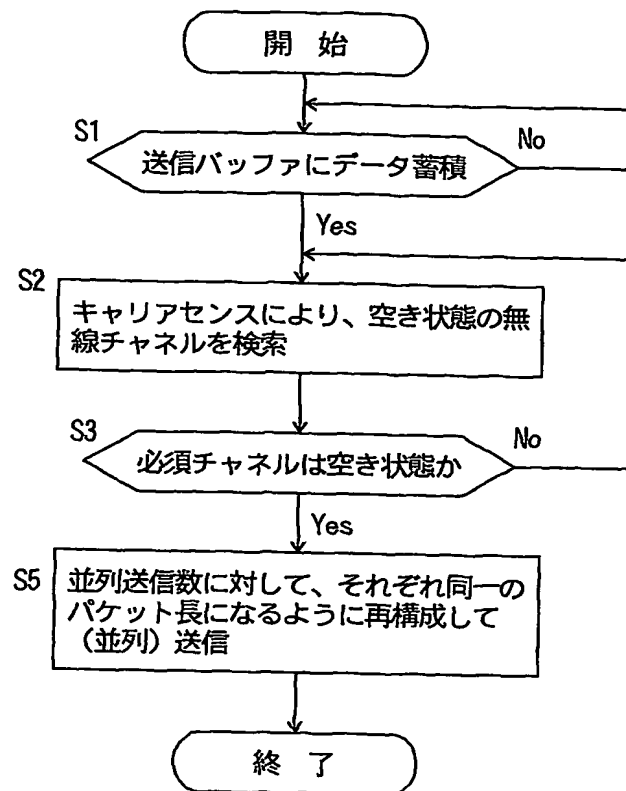 開 始
S1
送信バッファにデータ蓄積
No
Yes
S2
キャリアセンスにより、空き状態の無
線チャネルを検索
S3
必須チャネルは空き状態か
No
Yes
S5
並列送信数に対して、それぞれ同一の
パケット長になるように再構成して
（並列）送信
終 了